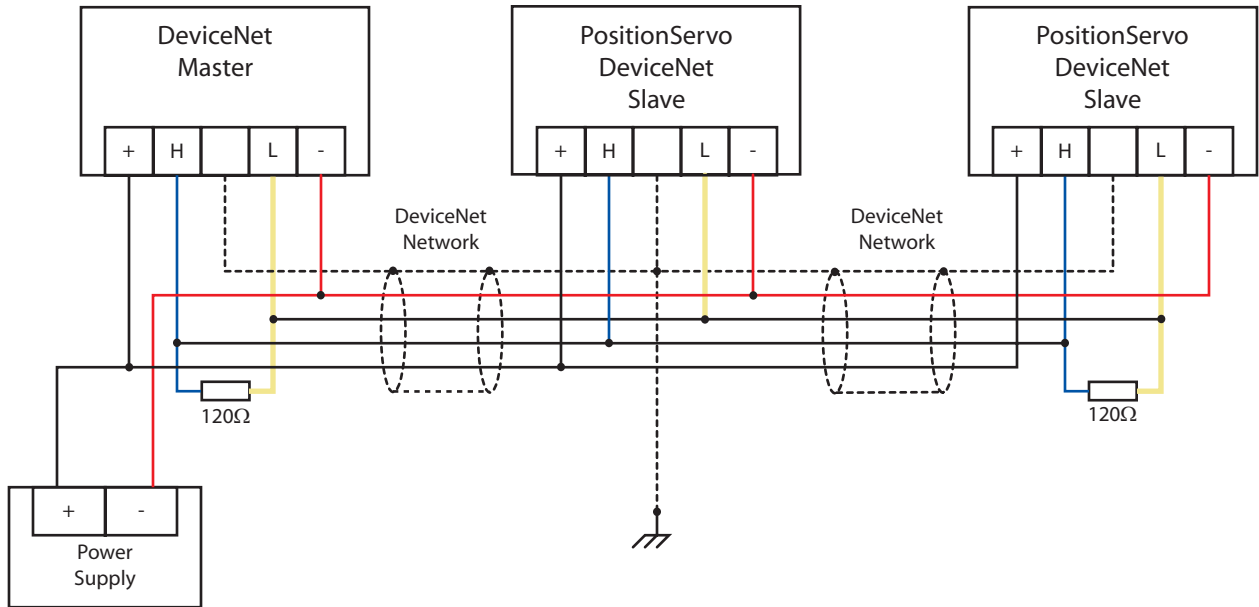 DeviceNet
Master
+ H L -
PositionServo
DeviceNet
Slave
+ H L -
PositionServo
DeviceNet
Slave
+ H L -
DeviceNet
Network
DeviceNet
Network
120Ω
120Ω
+ -
Power
Supply